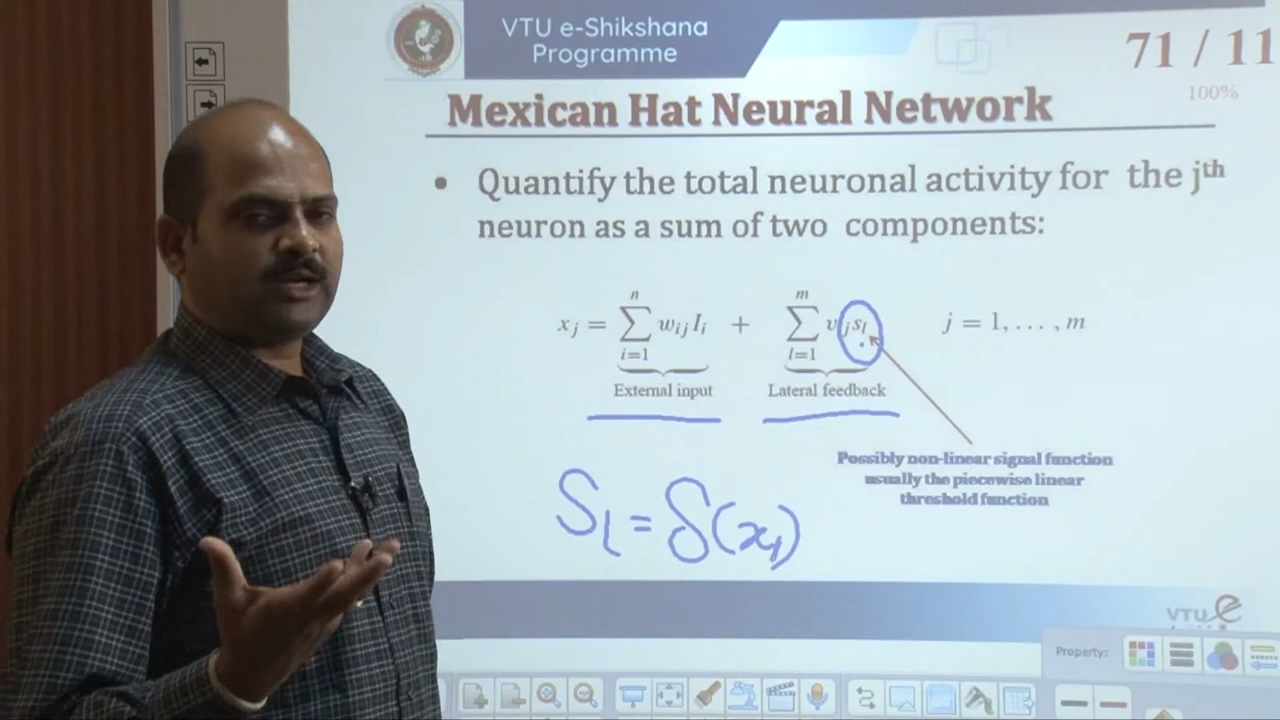 VTU e-Shikshana
Programme
71 / 11
100%
Mexican Hat Neural Network
• Quantify the total neuronal activity for the jth
neuron as a sum of two components:
x_j = \sum_{i=1}^{n} w_{ij} I_i + \sum_{l=1}^{m} v_{lj} s_l j = 1, ... , m
External input Lateral feedback
Possibly non-linear signal function
usually the piecewise linear
threshold function
S_l = δ(x_l)
VTU e
Property: